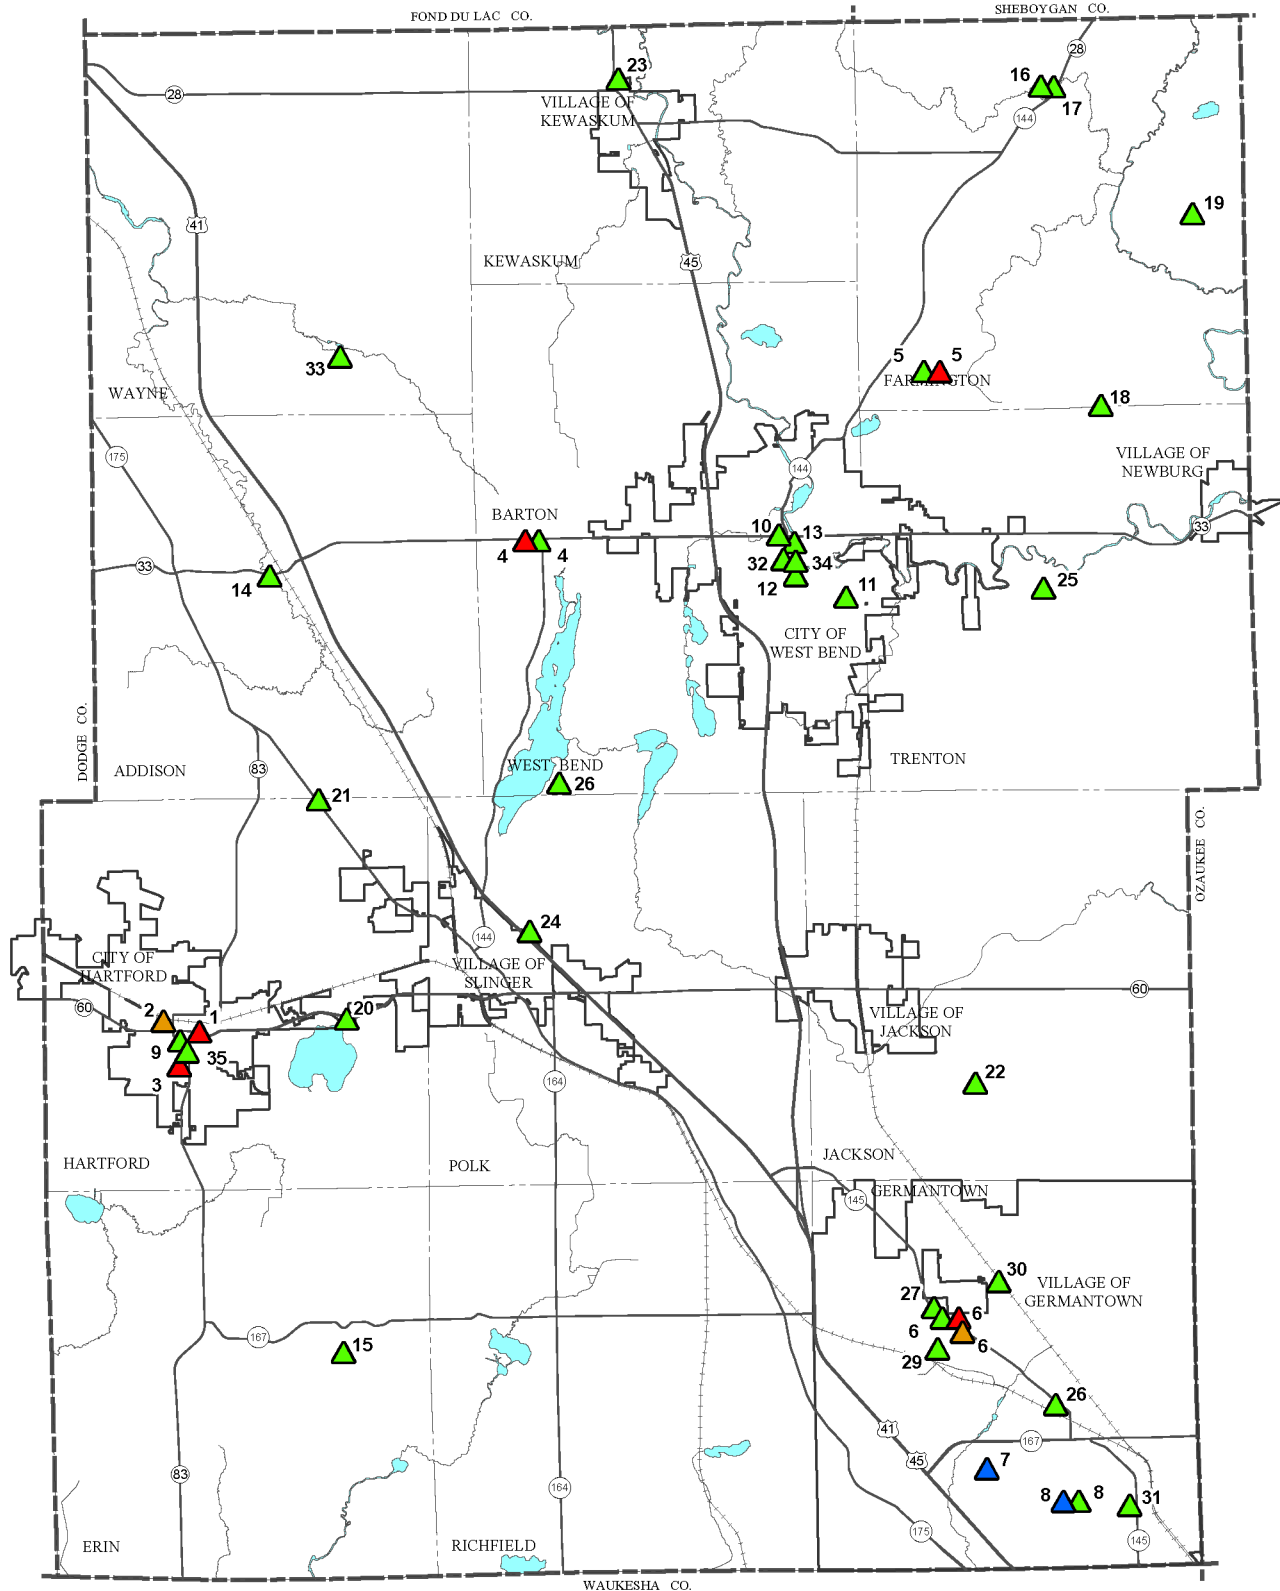 FOND DU LAC CO.
SHEBOYGAN CO.
28
23
16
17
28
VILLAGE OF
KEWASKUM
144
19
41
KEWASKUM
45
33
5
5
FARMINGTON
WAYNE
18
175
144
VILLAGE OF
NEWBURG
BARTON
33
4
4
10
13
33
14
32
34
12
11
25
CITY OF
WEST BEND
DODGE CO.
ADDISON
83
WEST BEND
26
TRENTON
21
OZAUKEE CO.
24
144
CITY OF
HARTFORD
VILLAGE OF
SLINGER
60
60
2
1
20
VILLAGE OF
JACKSON
9
35
3
164
22
HARTFORD
POLK
JACKSON
145
GERMANTOWN
30
VILLAGE OF
GERMANTOWN
27
6
6
6
29
167
15
26
41
45
167
7
83
164
8
8
31
175
145
ERIN
RICHFIELD
WAUKESHA CO.